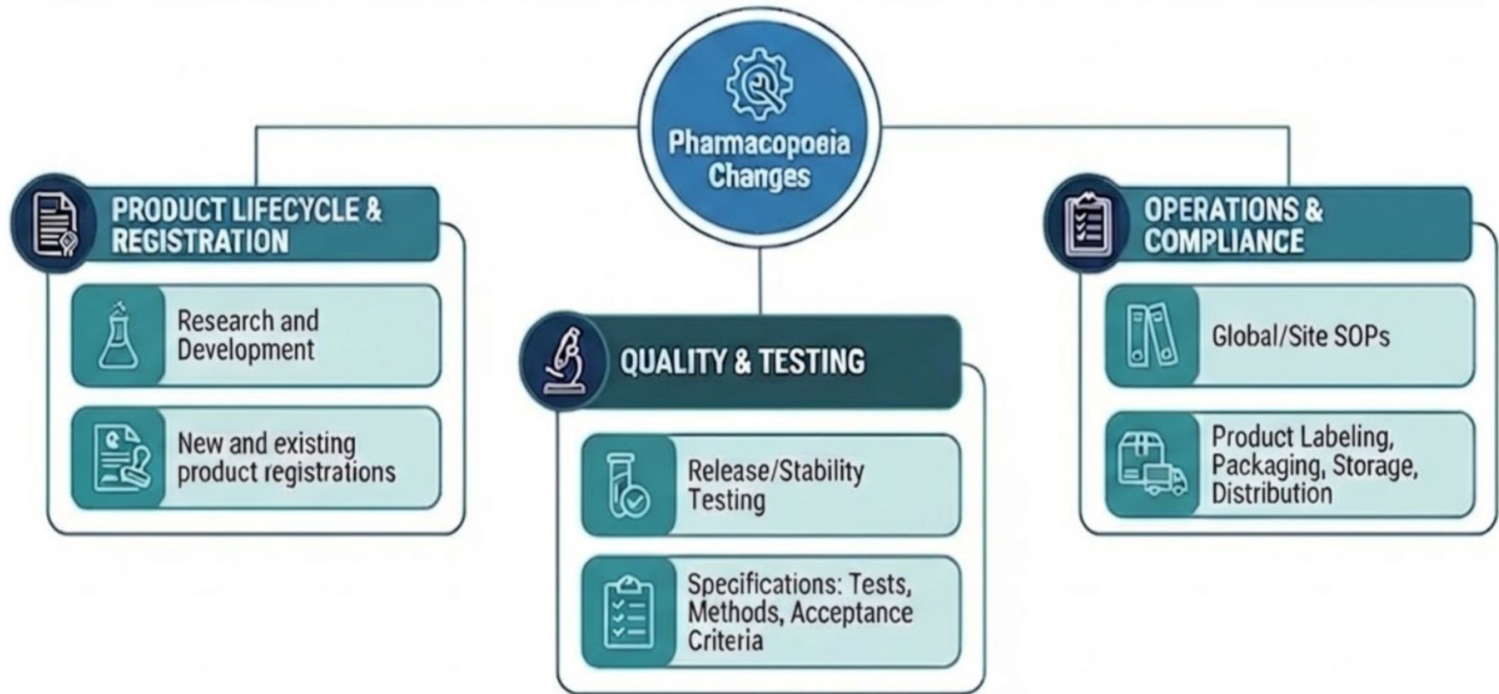 Pharmacopoeia
Changes
PRODUCT LIFECYCLE &
REGISTRATION
Research and
Development
New and existing
product registrations
QUALITY & TESTING
Release/Stability
Testing
Specifications: Tests,
Methods, Acceptance
Criteria
OPERATIONS &
COMPLIANCE
Global/Site SOPs
Product Labeling,
Packaging, Storage,
Distribution